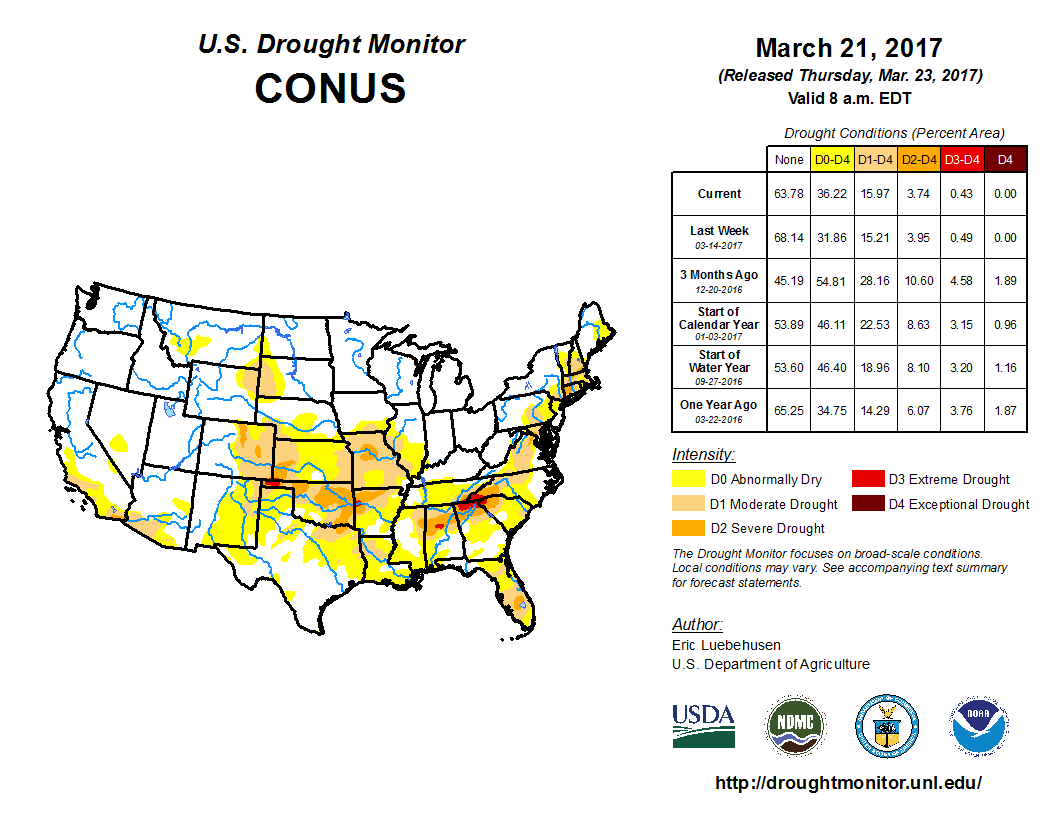 U.S. Drought Monitor
CONUS
March 21, 2017
(Released Thursday, Mar. 23, 2017)
Valid 8 a.m. EDT
Drought Conditions (Percent Area)
None D0-D4 D1-D4 D2-D4 D3-D4 D4
Current 63.78 36.22 15.97 3.74 0.43 0.00
Last Week
03-14-2017
68.14 31.86 15.21 3.95 0.49 0.00
3 Months Ago
12-20-2016
45.19 54.81 28.16 10.60 4.58 1.89
Start of
Calendar Year
01-03-2017
53.89 46.11 22.53 8.63 3.15 0.96
Start of
Water Year
09-27-2016
53.60 46.40 18.96 8.10 3.20 1.16
One Year Ago
03-22-2016
65.25 34.75 14.29 6.07 3.76 1.87
Intensity:
D0 Abnormally Dry
D1 Moderate Drought
D2 Severe Drought
D3 Extreme Drought
D4 Exceptional Drought
The Drought Monitor focuses on broad-scale conditions.
Local conditions may vary. See accompanying text summary
for forecast statements.
Author:
Eric Luebehusen
U.S. Department of Agriculture
USDA
NDMC
NOAA
http://droughtmonitor.unl.edu/